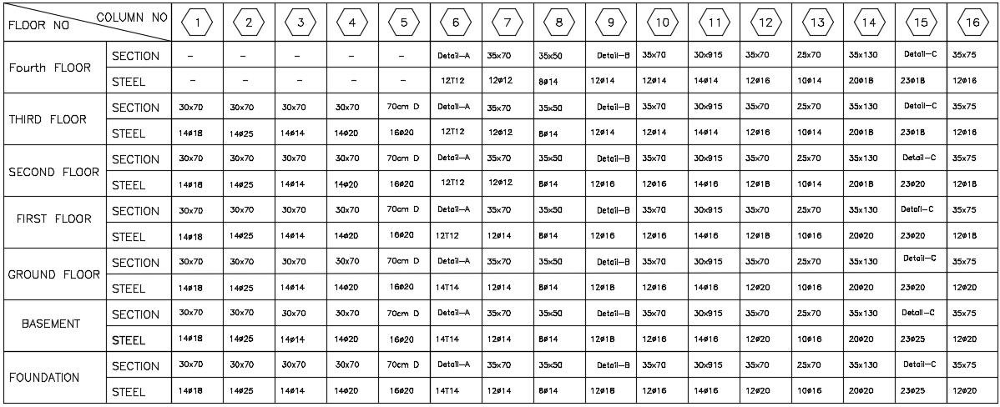 FLOOR NO COLUMN NO 1 2 3 4 5 6 7 8 9 10 11 12 13 14 15 16
Fourth FLOOR SECTION – – – – – Detail–A 35x70 35x50 Detail–B 35x70 30x915 35x70 25x70 35x130 Detail–C 35x75
STEEL – – – – – 12T12 12ø12 8ø14 12ø14 12ø14 14ø14 12ø16 10ø14 20ø18 23ø18 12ø16
THIRD FLOOR SECTION 30x70 30x70 30x70 30x70 70cm D Detail–A 35x70 35x50 Detail–B 35x70 30x915 35x70 25x70 35x130 Detail–C 35x75
STEEL 14ø18 14ø25 14ø14 14ø20 16ø20 12T12 12ø12 8ø14 12ø14 12ø14 14ø14 12ø16 10ø14 20ø18 23ø18 12ø16
SECOND FLOOR SECTION 30x70 30x70 30x70 30x70 70cm D Detail–A 35x70 35x50 Detail–B 35x70 30x915 35x70 25x70 35x130 Detail–C 35x75
STEEL 14ø18 14ø25 14ø14 14ø20 16ø20 12T12 12ø12 8ø14 12ø16 12ø16 14ø16 12ø18 10ø14 20ø18 23ø20 12ø18
FIRST FLOOR SECTION 30x70 30x70 30x70 30x70 70cm D Detail–A 35x70 35x50 Detail–B 35x70 30x915 35x70 25x70 35x130 Detail–C 35x75
STEEL 14ø18 14ø25 14ø14 14ø20 16ø20 12T12 12ø14 8ø14 12ø16 12ø16 14ø16 12ø18 10ø16 20ø20 23ø20 12ø18
GROUND FLOOR SECTION 30x70 30x70 30x70 30x70 70cm D Detail–A 35x70 35x50 Detail–B 35x70 30x915 35x70 25x70 35x130 Detail–C 35x75
STEEL 14ø18 14ø25 14ø14 14ø20 16ø20 14T14 12ø14 8ø14 12ø18 12ø16 14ø16 12ø20 10ø16 20ø20 23ø20 12ø20
BASEMENT SECTION 30x70 30x70 30x70 30x70 70cm D Detail–A 35x70 35x50 Detail–B 35x70 30x915 35x70 25x70 35x130 Detail–C 35x75
STEEL 14ø18 14ø25 14ø14 14ø20 16ø20 14T14 12ø14 8ø14 12ø18 12ø16 14ø16 12ø20 10ø16 20ø20 23ø25 12ø20
FOUNDATION SECTION 30x70 30x70 30x70 30x70 70cm D Detail–A 35x70 35x50 Detail–B 35x70 30x915 35x70 25x70 35x130 Detail–C 35x75
STEEL 14ø18 14ø25 14ø14 14ø20 16ø20 14T14 12ø14 8ø14 12ø18 12ø16 14ø16 12ø20 10ø16 20ø20 23ø25 12ø20